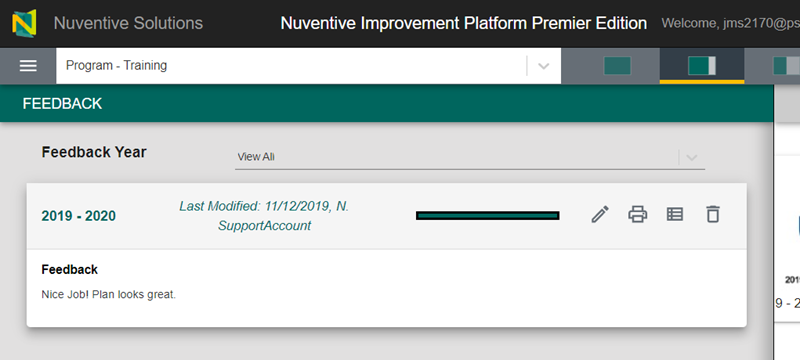 Nuventive Solutions
Nuventive Improvement Platform Premier Edition
Welcome, jms2170@ps
Program - Training
FEEDBACK
Feedback Year
View All
2019 - 2020
Last Modified: 11/12/2019, N.
SupportAccount
Feedback
Nice Job! Plan looks great.
201
9 - 2